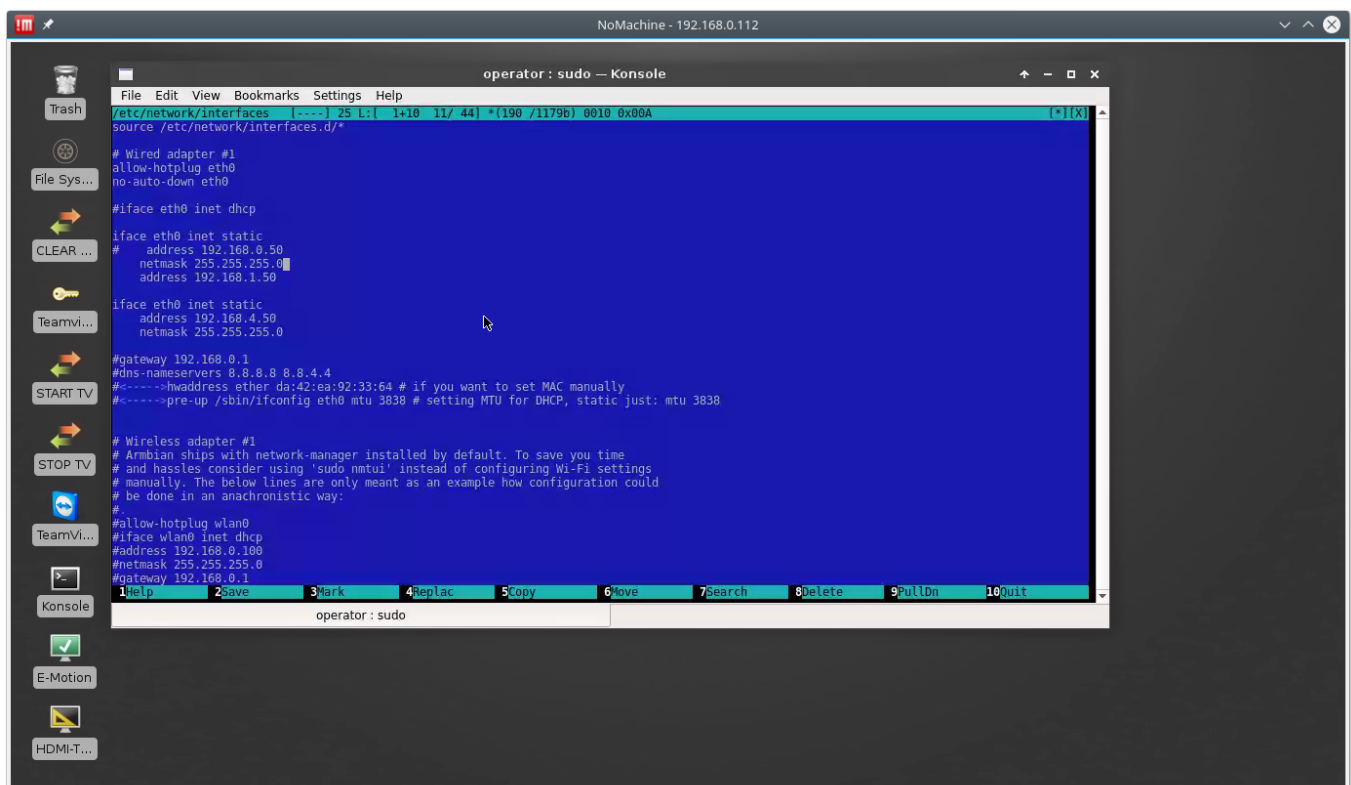 NoMachine - 192.168.0.112
operator : sudo — Konsole
File Edit View Bookmarks Settings Help
/etc/network/interfaces [----] 25 L:[ 1+10 11/ 44] *(190 /1179b) 0010 0x00A [*][X]
source /etc/network/interfaces.d/*
# Wired adapter #1
allow-hotplug eth0
no-auto-down eth0
#iface eth0 inet dhcp
iface eth0 inet static
#    address 192.168.0.50
    netmask 255.255.255.0
    address 192.168.1.50
iface eth0 inet static
    address 192.168.4.50
    netmask 255.255.255.0
#gateway 192.168.0.1
#dns-nameservers 8.8.8.8 8.8.4.4
#<----->hwaddress ether da:42:ea:92:33:64 # if you want to set MAC manually
#<----->pre-up /sbin/ifconfig eth0 mtu 3838 # setting MTU for DHCP, static just: mtu 3838
# Wireless adapter #1
# Armbian ships with network-manager installed by default. To save you time
# and hassles consider using 'sudo nmtui' instead of configuring Wi-Fi settings
# manually. The below lines are only meant as an example how configuration could
# be done in an anachronistic way:
#.
#allow-hotplug wlan0
#iface wlan0 inet dhcp
#address 192.168.0.100
#netmask 255.255.255.0
#gateway 192.168.0.1
1Help 2Save 3Mark 4Replac 5Copy 6Move 7Search 8Delete 9PullDn 10Quit
operator : sudo
Trash
File Sys...
CLEAR ...
Teamvi...
START TV
STOP TV
TeamVi...
Konsole
E-Motion
HDMI-T...